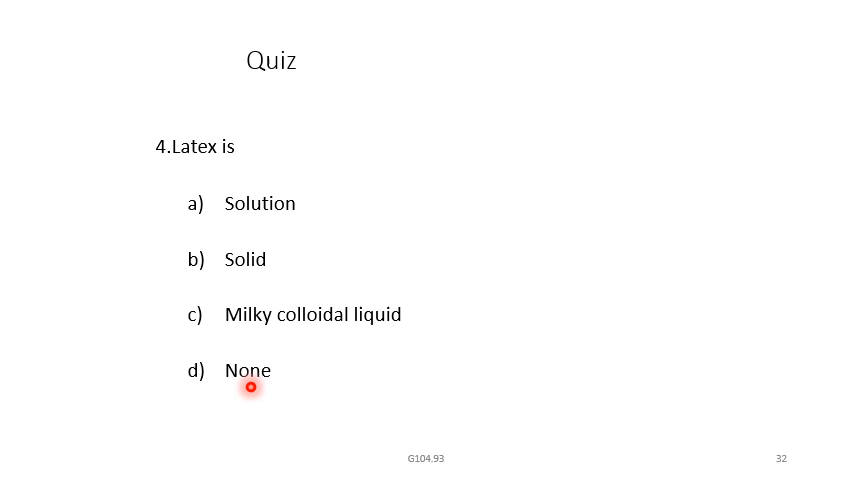 Quiz
4.Latex is
a) Solution
b) Solid
c) Milky colloidal liquid
d) None
G104.93
32